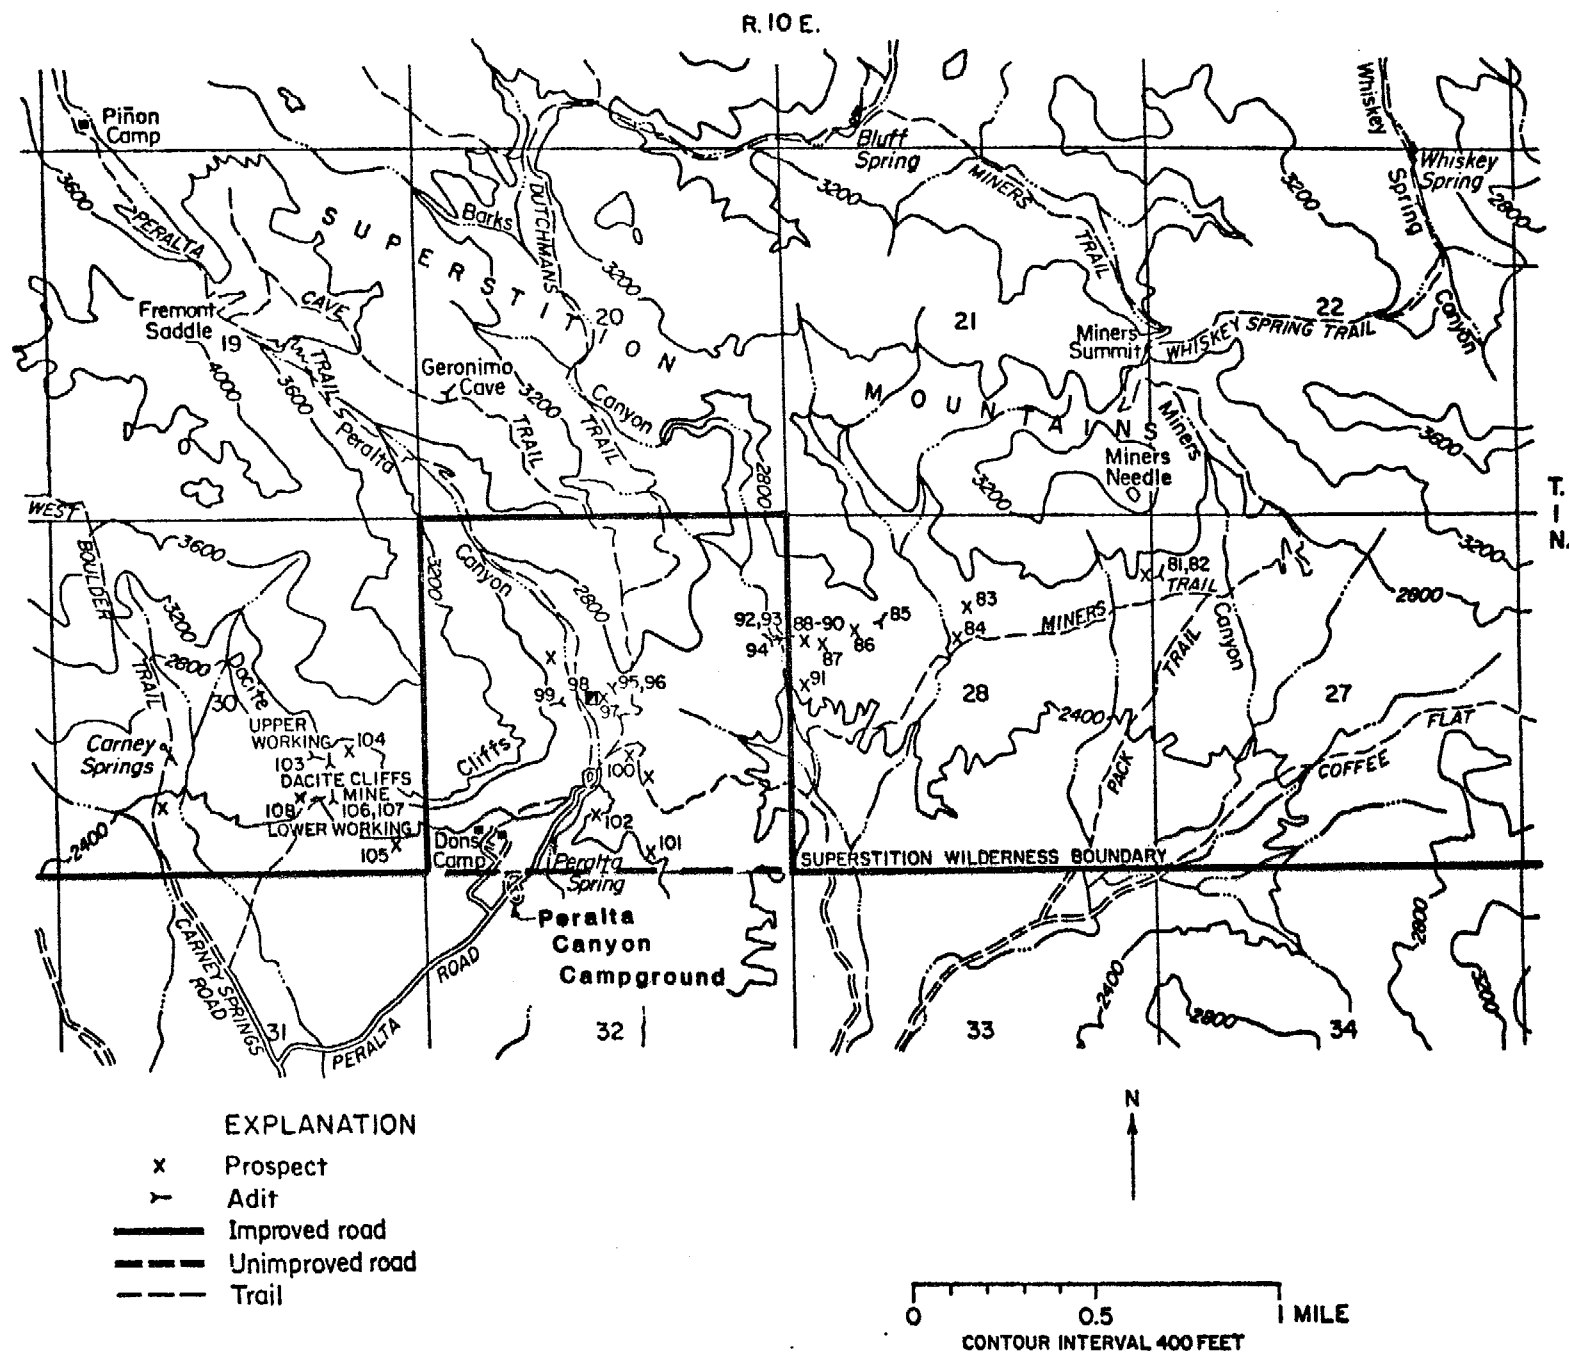 R. 10 E.
Piñon
Camp
Whiskey
Bluff
Spring
Whiskey
Spring
Spring
3600
PERALTA
Barks
DUTCHMANS
3200
MINERS
3200
2800
SUPERSTITION
3200
TRAIL
Canyon
Fremont
Saddle
19
CAVE
20
21
22
Miners
Summit
WHISKEY SPRING TRAIL
4000
3600
TRAILS
Peralta
Geronimo
Cave
3200
TRAIL
Canyon
TRAIL
2800
MOUNTAINS
Miners
3600
Miners
Needle
3200
T.
1
N.
WEST
BOULDER
TRAIL
3600
3200
2800
3200
Canyon
2800
3200
2800
81,82
TRAIL
83
84
MINERS
TRAIL
PACK
Canyon
85
86
87
88-90
91
92,93
94
95,96
97
98
99
100
Dacite
Cliffs
30
28
27
2400
FLAT
COFFEE
UPPER
WORKING
104
103
DACITE CLIFFS
MINE
108
106,107
LOWER WORKING
105
Carney
Springs
2400
102
101
Dons
Camp
Peralta
Spring
SUPERSTITION WILDERNESS BOUNDARY
Peralta
Canyon
Campground
CARNEY SPRINGS
ROAD
PERALTA
ROAD
31
32
33
34
2400
2800
2800
3200
EXPLANATION
x Prospect
Adit
Improved road
Unimproved road
Trail
N
0 0.5 1 MILE
CONTOUR INTERVAL 400 FEET